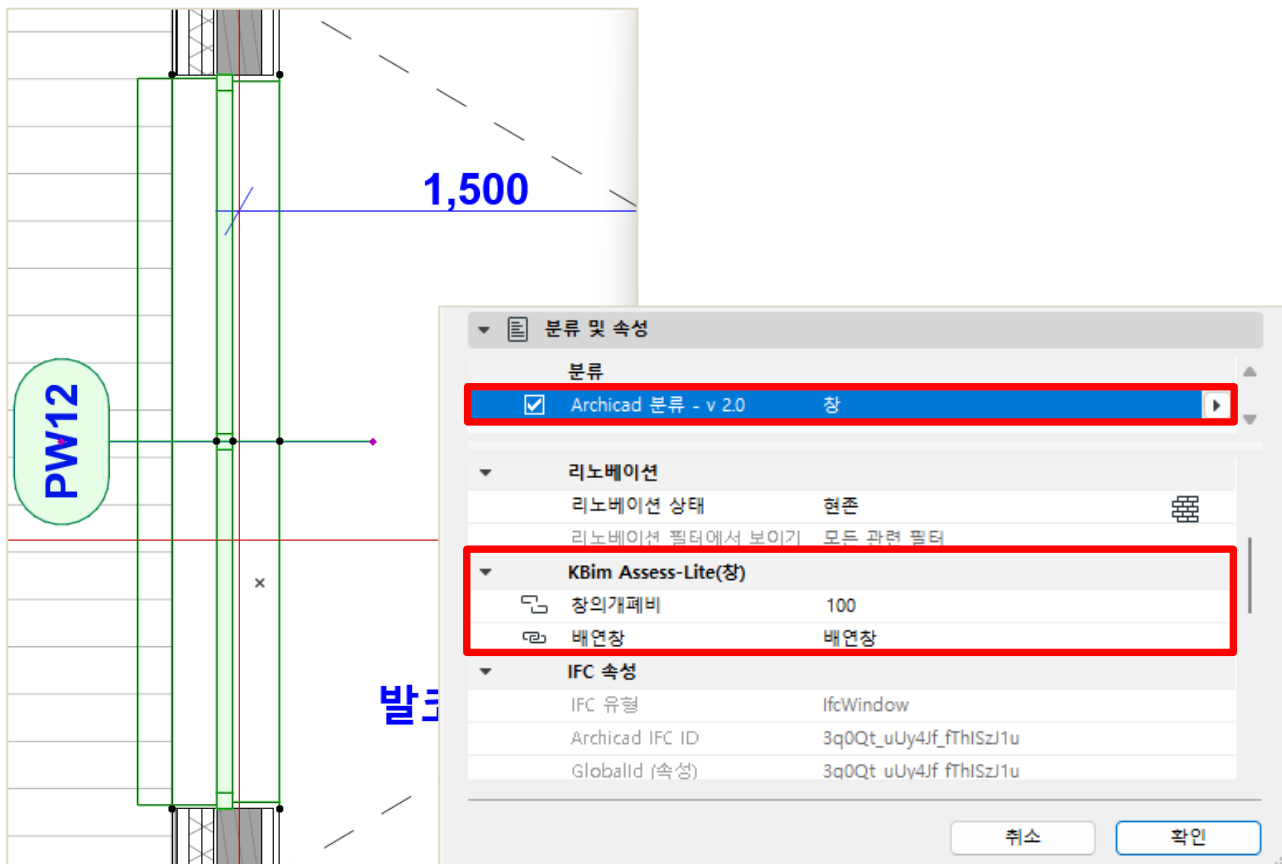 1,500
PW12
발코
분류 및 속성
분류
Archicad 분류 - v 2.0 창
리노베이션
리노베이션 상태 현존
리노베이션 필터에서 보이기 모든 관련 필터
KBim Assess-Lite(창)
창의개폐비 100
배연창 배연창
IFC 속성
IFC 유형 IfcWindow
Archicad IFC ID 3q0Qt_uUy4Jf_fThISzJ1u
GlobalId (속성) 3q0Qt_uUy4Jf_fThISzJ1u
취소 확인